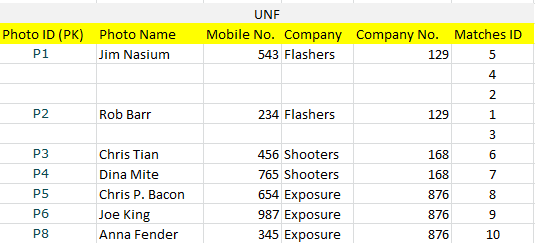 UNF
Photo ID (PK) Photo Name Mobile No. Company Company No. Matches ID
P1 Jim Nasium 543 Flashers 129 5
4
2
P2 Rob Barr 234 Flashers 129 1
3
P3 Chris Tian 456 Shooters 168 6
P4 Dina Mite 765 Shooters 168 7
P5 Chris P. Bacon 654 Exposure 876 8
P6 Joe King 987 Exposure 876 9
P8 Anna Fender 345 Exposure 876 10